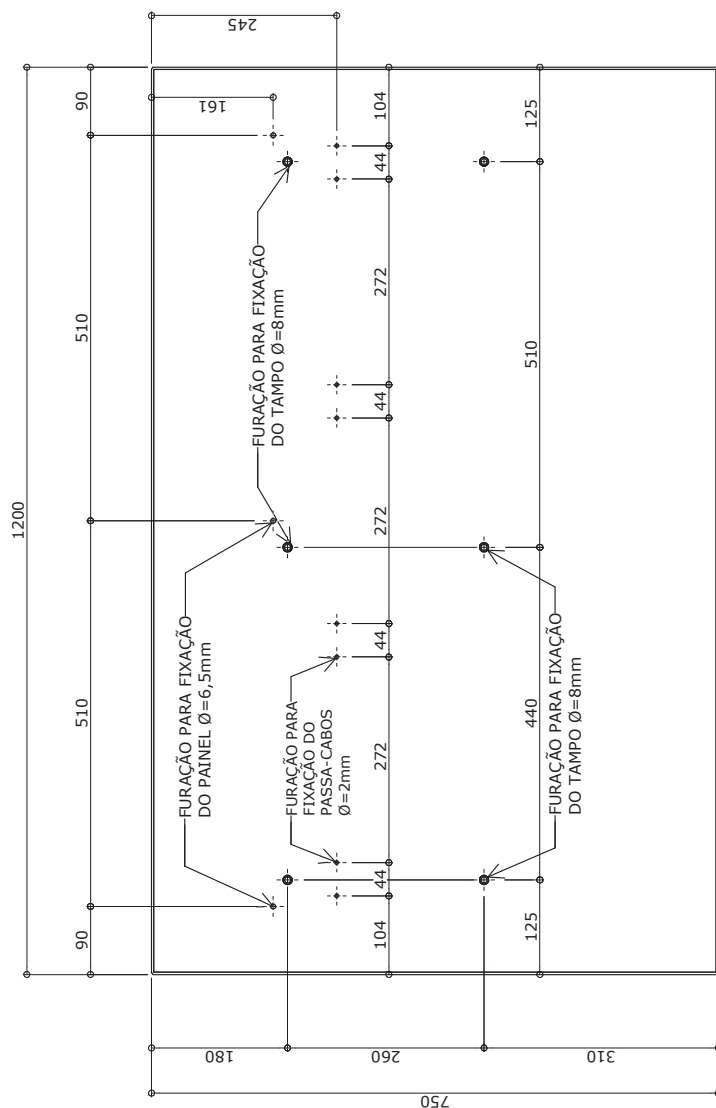 1200
90
510
510
90
FURAÇÃO PARA FIXAÇÃO
DO PAINEL Ø=6,5mm
FURAÇÃO PARA FIXAÇÃO
DO TAMPO Ø=8mm
161
245
FURAÇÃO PARA
FIXAÇÃO DO
PASSA-CABOS
Ø=2mm
104
44
272
44
272
44
272
44
104
125
440
510
125
FURAÇÃO PARA FIXAÇÃO
DO TAMPO Ø=8mm
180
260
310
750